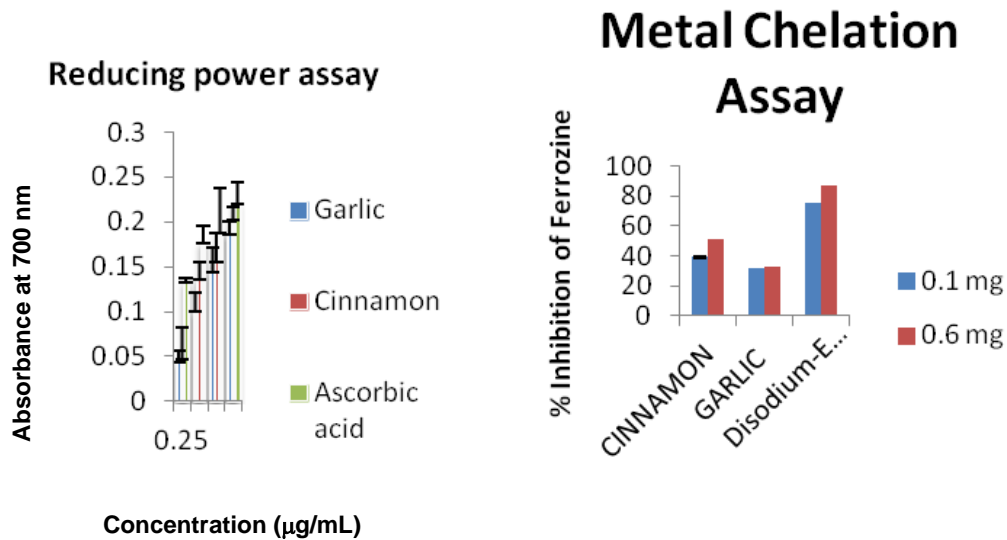 Reducing power assay
Absorbance at 700 nm
0.3
0.25
0.2
0.15
0.1
0.05
0
0.25
Garlic
Cinnamon
Ascorbic
acid
Concentration (µg/mL)
Metal Chelation
Assay
% Inhibition of Ferrozine
100
80
60
40
20
0
CINNAMON
GARLIC
Disodium-E...
0.1 mg
0.6 mg